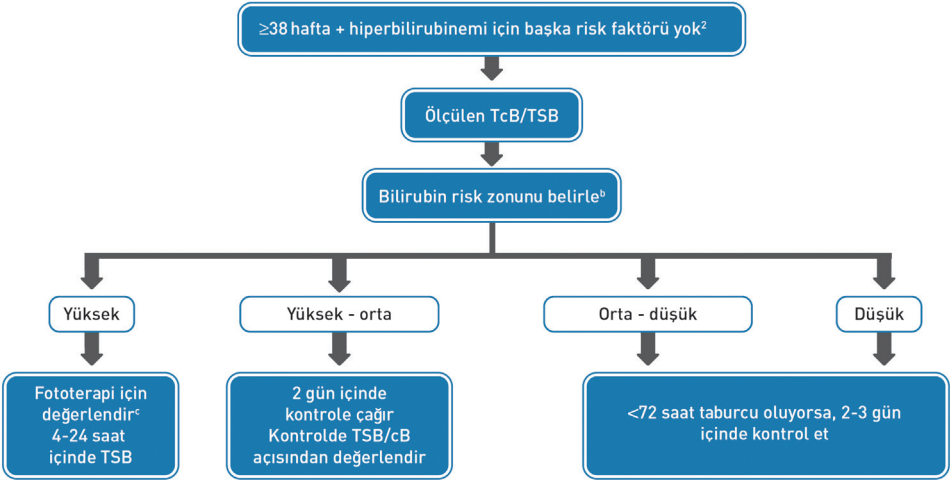 ≥38 hafta + hiperbilirubinemi için başka risk faktörü yok²
Ölçülen TcB/TSB
Bilirubin risk zonunu belirleᵇ
Yüksek
Yüksek - orta
Orta - düşük
Düşük
Fototerapi için
değerlendirᶜ
4-24 saat
içinde TSB
2 gün içinde
kontrole çağır
Kontrolde TSB/cB
açısından değerlendir
<72 saat taburcu oluyorsa, 2-3 gün
içinde kontrol et